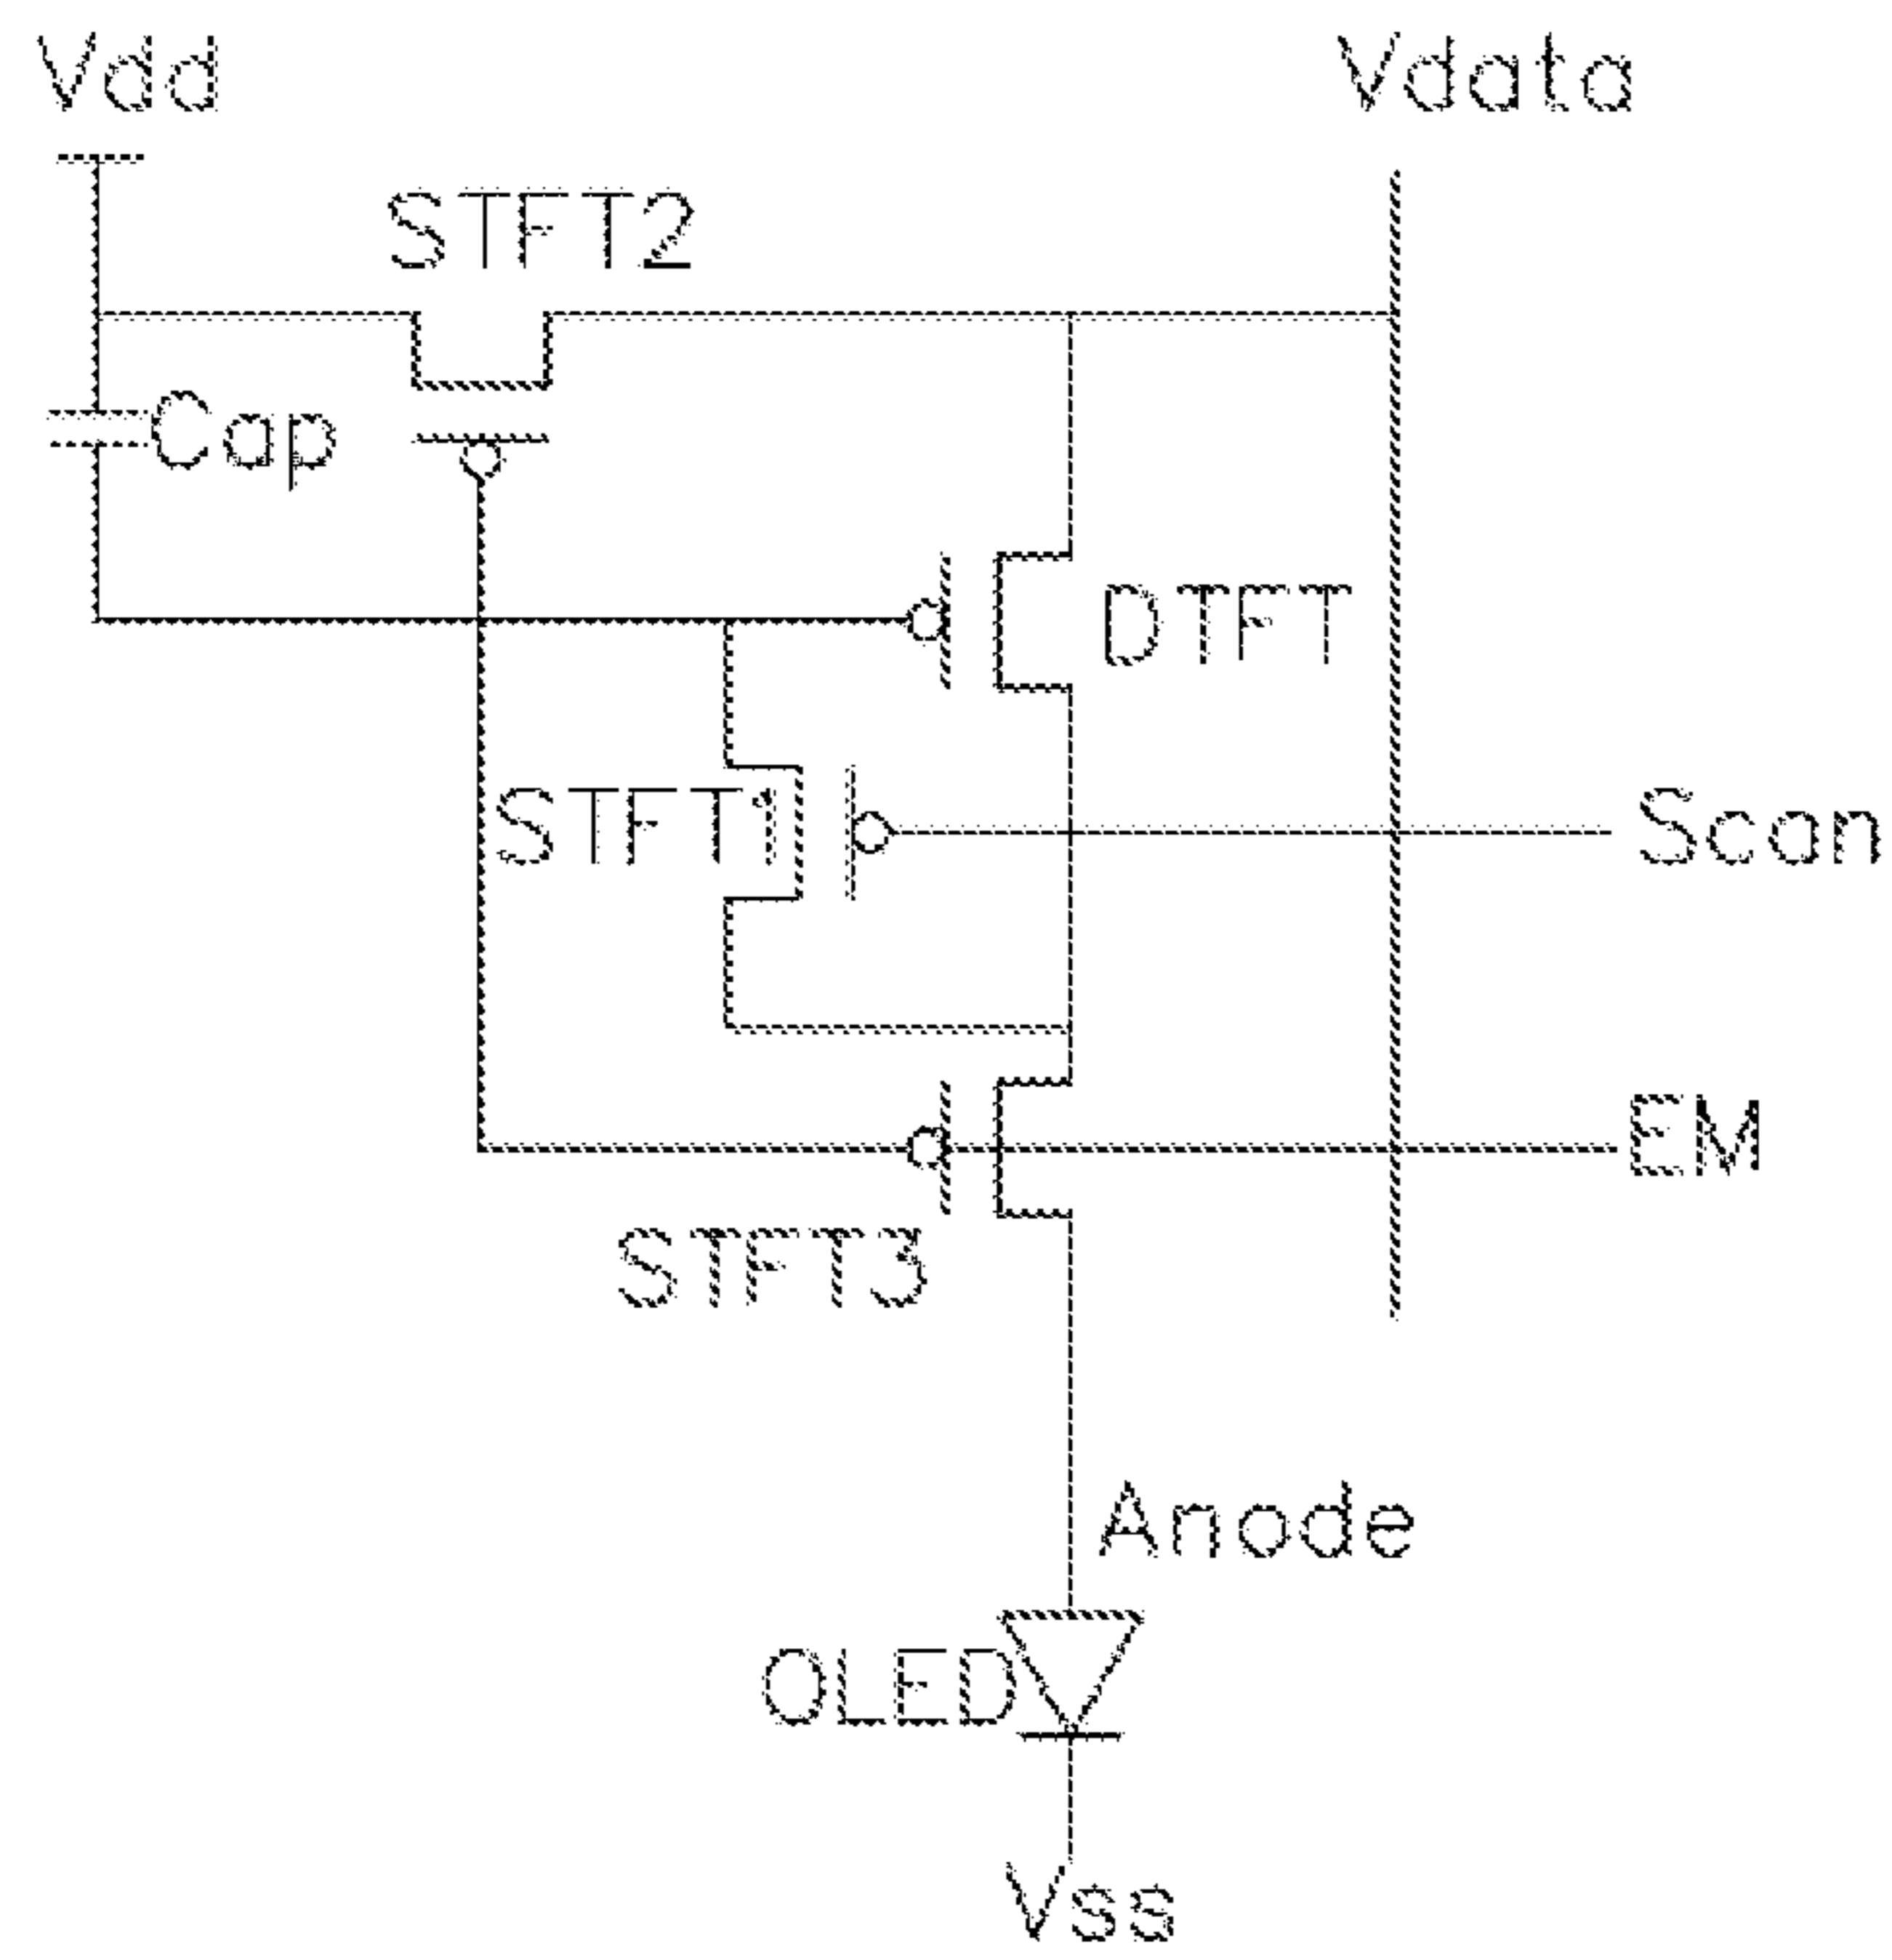 Vdd
Vdata
STFT2
Cap
DTFT
STFT1
Scan
EM
STFT3
Anode
OLED
Vss